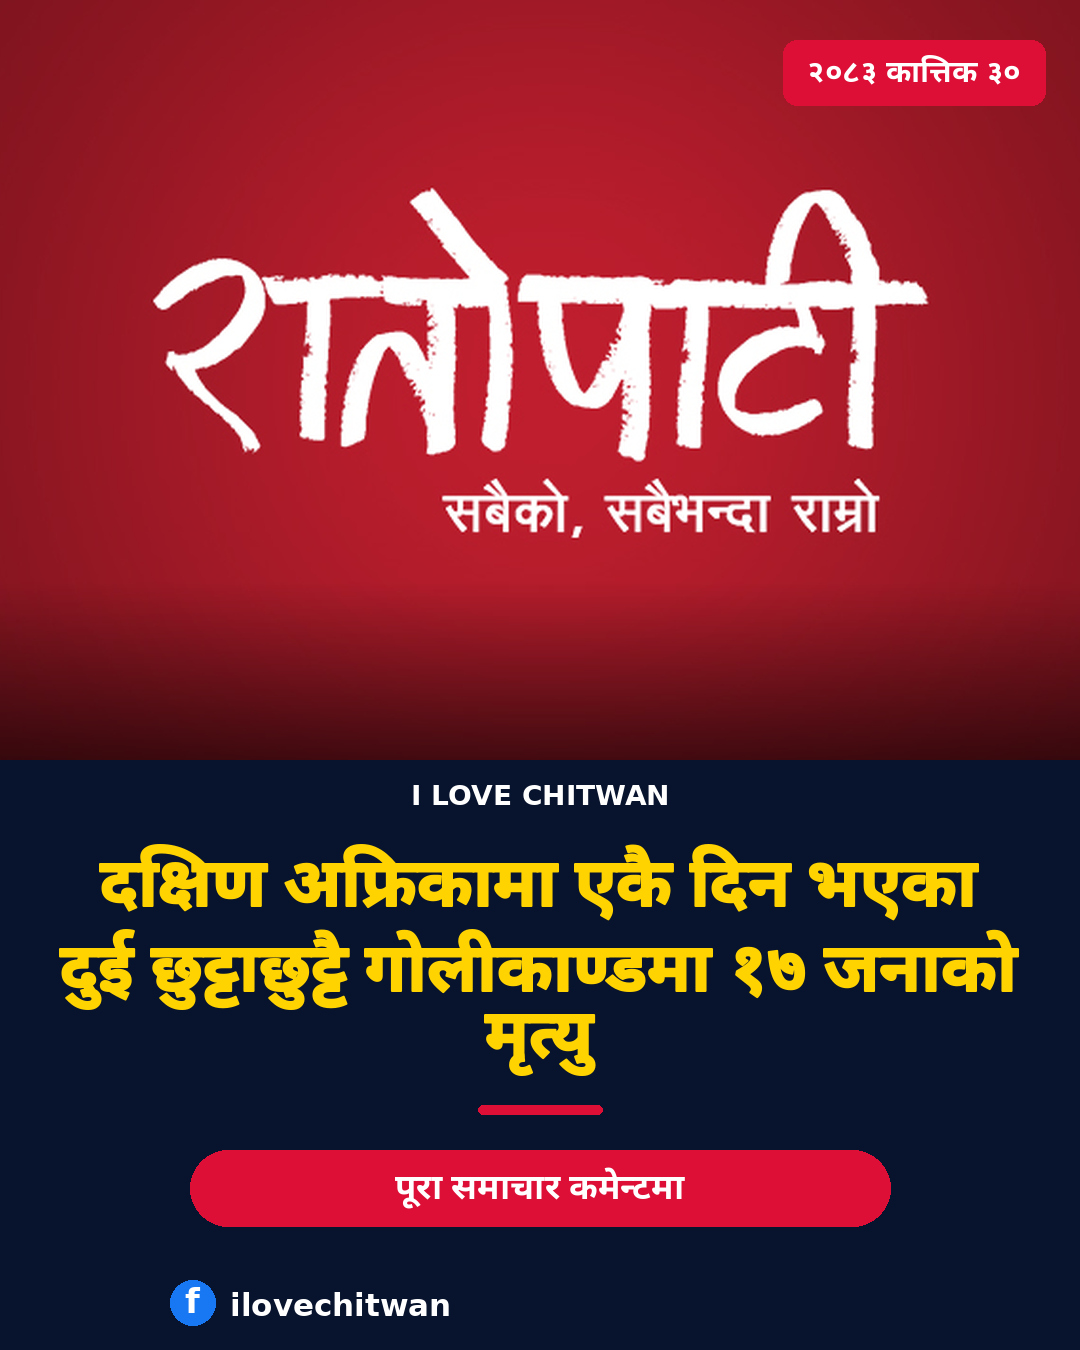 २०८३ कात्तिक ३०
रातोपाटी
सबैको, सबैभन्दा राम्रो
I LOVE CHITWAN
दक्षिण अफ्रिकामा एकै दिन भएका
दुई छुट्टाछुट्टै गोलीकाण्डमा १७ जनाको
मृत्यु
पूरा समाचार कमेन्टमा
f ilovechitwan